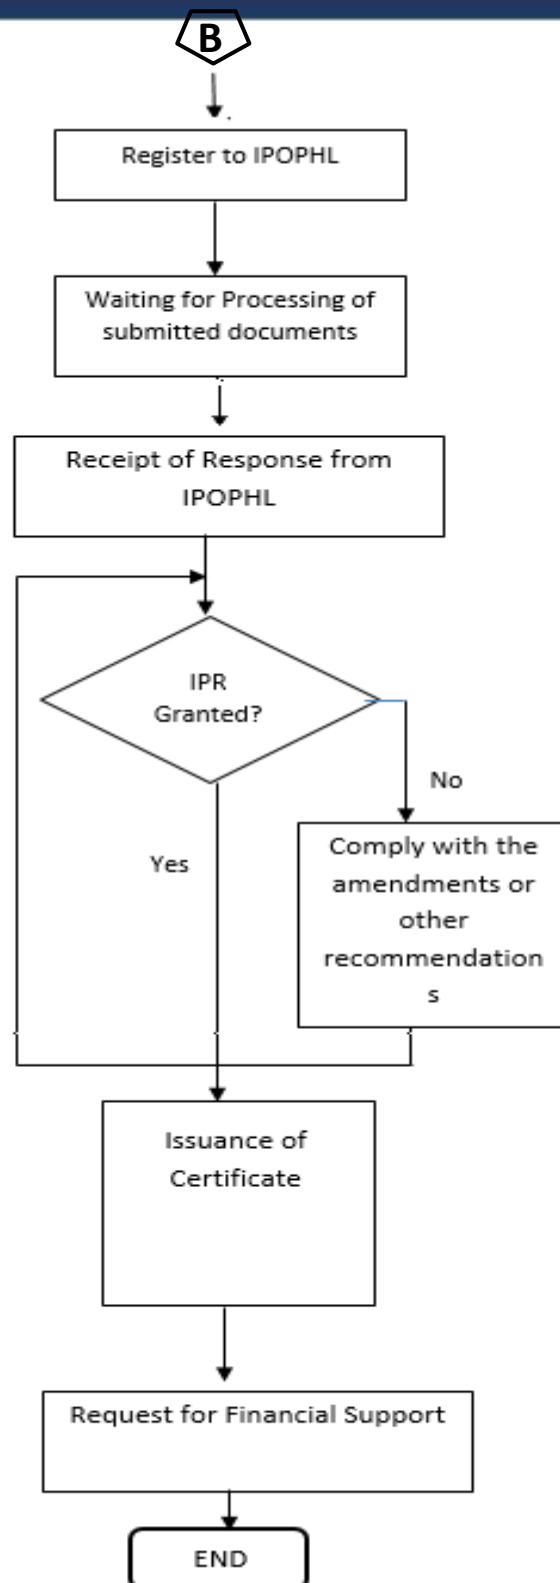 B
Register to IPOPHL
Waiting for Processing of
submitted documents
Receipt of Response from
IPOPHL
IPR
Granted?
No
Yes
Comply with the
amendments or
other
recommendation
s
Issuance of
Certificate
Request for Financial Support
END